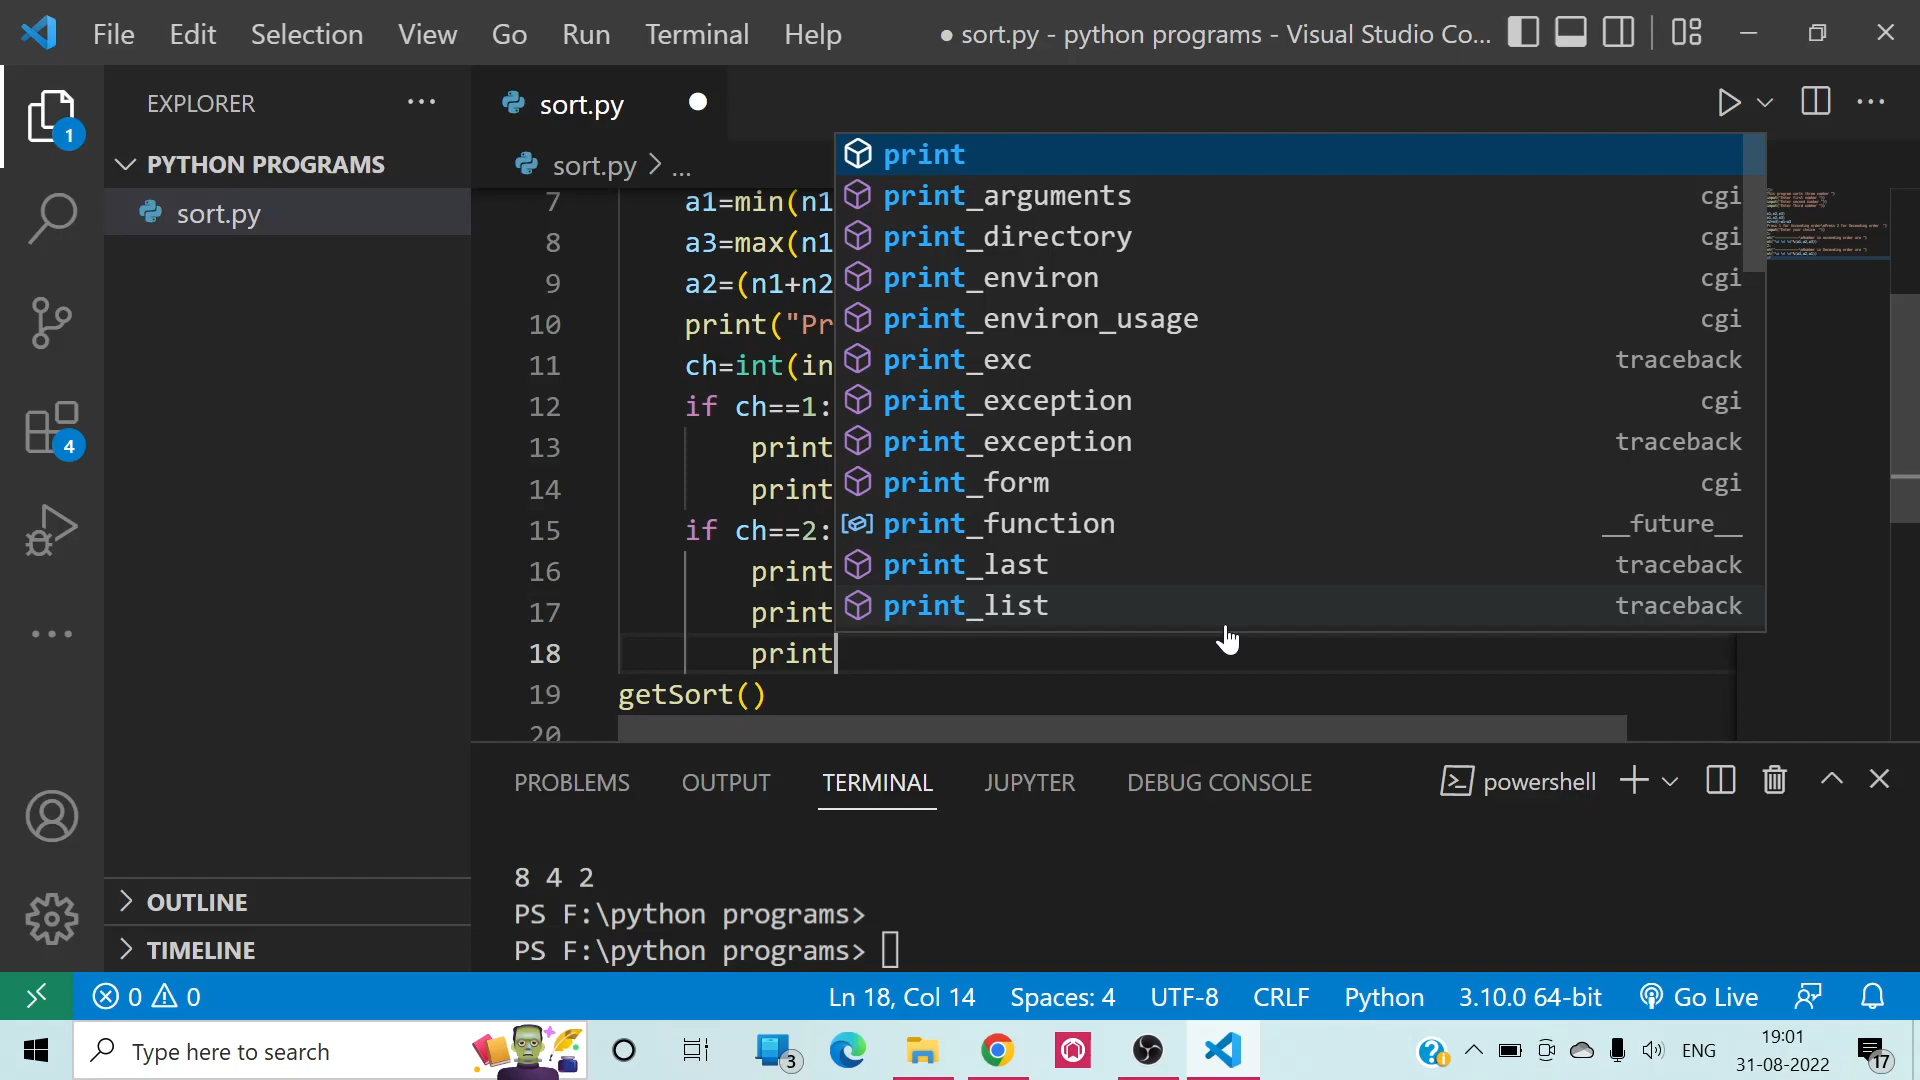 File Edit Selection View Go Run Terminal Help ● sort.py - python programs - Visual Studio Co...
EXPLORER ...
sort.py
PYTHON PROGRAMS
sort.py
sort.py > ...
7 a1=min(n1
8 a3=max(n1
9 a2=(n1+n2
10 print("Pr
11 ch=int(in
12 if ch==1:
13 print
14 print
15 if ch==2:
16 print
17 print
18 print
19 getSort()
20
print
print_arguments cgi
print_directory cgi
print_environ cgi
print_environ_usage cgi
print_exc traceback
print_exception cgi
print_exception traceback
print_form cgi
print_function __future__
print_last traceback
print_list traceback
1
4
OUTLINE
TIMELINE
PROBLEMS OUTPUT TERMINAL JUPYTER DEBUG CONSOLE powershell
8 4 2
PS F:\python programs>
PS F:\python programs>
0 0 Ln 18, Col 14 Spaces: 4 UTF-8 CRLF Python 3.10.0 64-bit Go Live
Type here to search 3 ENG 19:01
31-08-2022 17